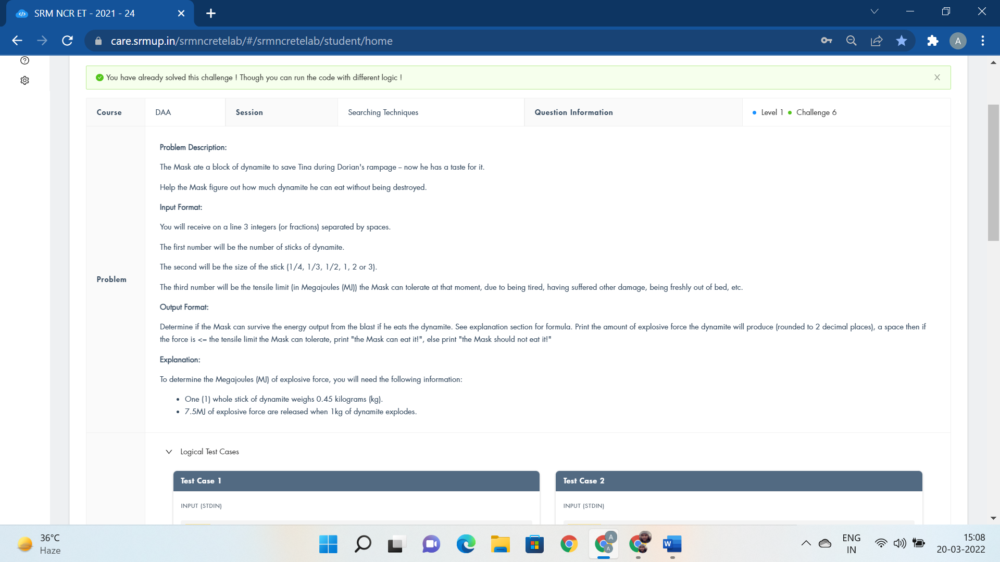 SRM NCR ET - 2021 - 24
care.srmup.in/srmncretelab/#/srmncretelab/student/home
A
You have already solved this challenge ! Though you can run the code with different logic !
Course DAA Session Searching Techniques Question Information Level 1 Challenge 6
Problem
Problem Description:
The Mask ate a block of dynamite to save Tina during Dorian's rampage – now he has a taste for it.
Help the Mask figure out how much dynamite he can eat without being destroyed.
Input Format:
You will receive on a line 3 integers (or fractions) separated by spaces.
The first number will be the number of sticks of dynamite.
The second will be the size of the stick (1/4, 1/3, 1/2, 1, 2 or 3).
The third number will be the tensile limit (in Megajoules (MJ)) the Mask can tolerate at that moment, due to being tired, having suffered other damage, being freshly out of bed, etc.
Output Format:
Determine if the Mask can survive the energy output from the blast if he eats the dynamite. See explanation section for formula. Print the amount of explosive force the dynamite will produce (rounded to 2 decimal places), a space then if
the force is <= the tensile limit the Mask can tolerate, print "the Mask can eat it!", else print "the Mask should not eat it!"
Explanation:
To determine the Megajoules (MJ) of explosive force, you will need the following information:
• One (1) whole stick of dynamite weighs 0.45 kilograms (kg).
• 7.5MJ of explosive force are released when 1kg of dynamite explodes.
Logical Test Cases
Test Case 1
INPUT (STDIN)
Test Case 2
INPUT (STDIN)
36°C
Haze
A
A
W
ENG
IN
15:08
20-03-2022